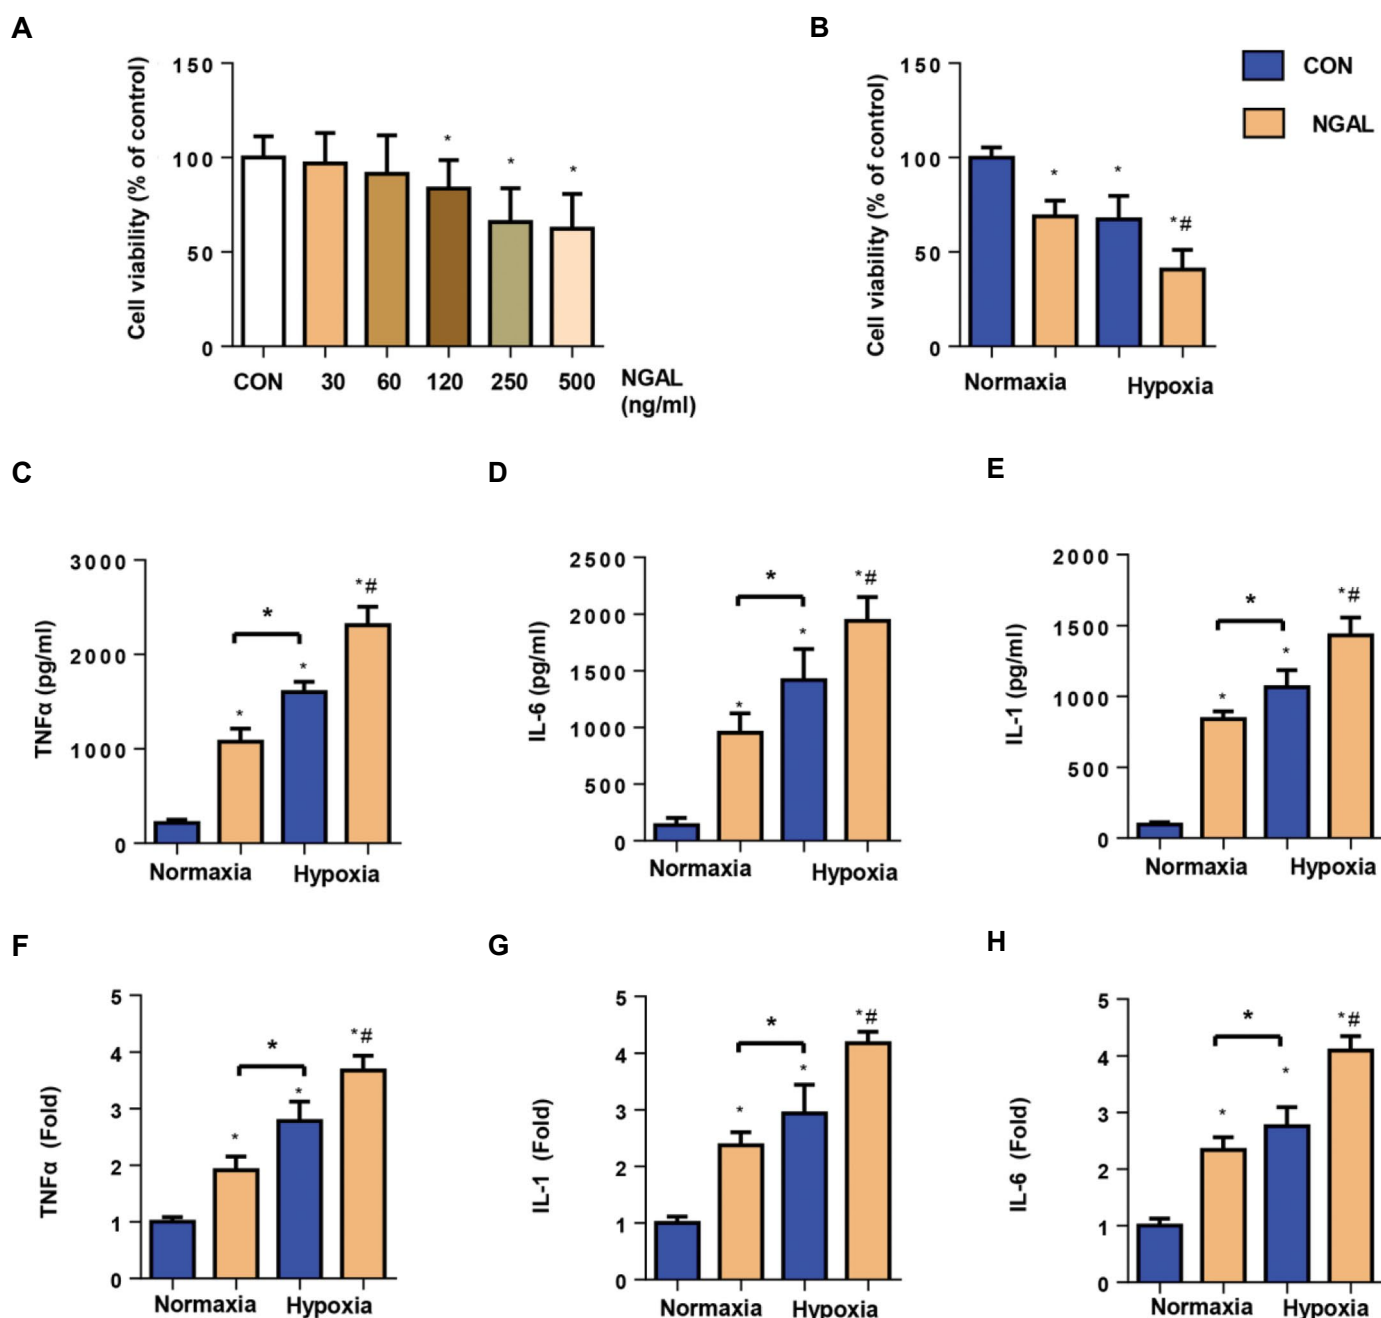 A
Cell viability (% of control)
150
100
50
0
*
*
*
CON 30 60 120 250 500 NGAL
(ng/ml)
B
Cell viability (% of control)
150
100
50
0
*
*
*#
Normaxia Hypoxia
CON
NGAL
C
TNFα (pg/ml)
3000
2000
1000
0
*
*
*
*#
Normaxia Hypoxia
D
IL-6 (pg/ml)
2500
2000
1500
1000
500
0
*
*
*
*#
Normaxia Hypoxia
E
IL-1 (pg/ml)
2000
1500
1000
500
0
*
*
*
*#
Normaxia Hypoxia
F
TNFα (Fold)
5
4
3
2
1
0
*
*
*
*#
Normaxia Hypoxia
G
IL-1 (Fold)
5
4
3
2
1
0
*
*
*
*#
Normaxia Hypoxia
H
IL-6 (Fold)
5
4
3
2
1
0
*
*
*
*#
Normaxia Hypoxia